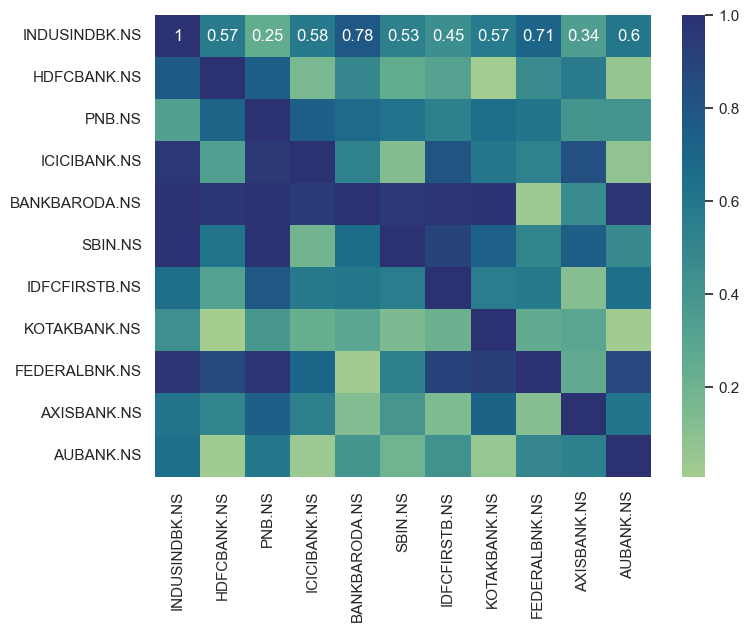 INDUSINDBK.NS 1 0.57 0.25 0.58 0.78 0.53 0.45 0.57 0.71 0.34 0.6
HDFCBANK.NS
PNB.NS
ICICIBANK.NS
BANKBARODA.NS
SBIN.NS
IDFCFIRSTB.NS
KOTAKBANK.NS
FEDERALBNK.NS
AXISBANK.NS
AUBANK.NS
INDUSINDBK.NS
HDFCBANK.NS
PNB.NS
ICICIBANK.NS
BANKBARODA.NS
SBIN.NS
IDFCFIRSTB.NS
KOTAKBANK.NS
FEDERALBNK.NS
AXISBANK.NS
AUBANK.NS
1.0
0.8
0.6
0.4
0.2